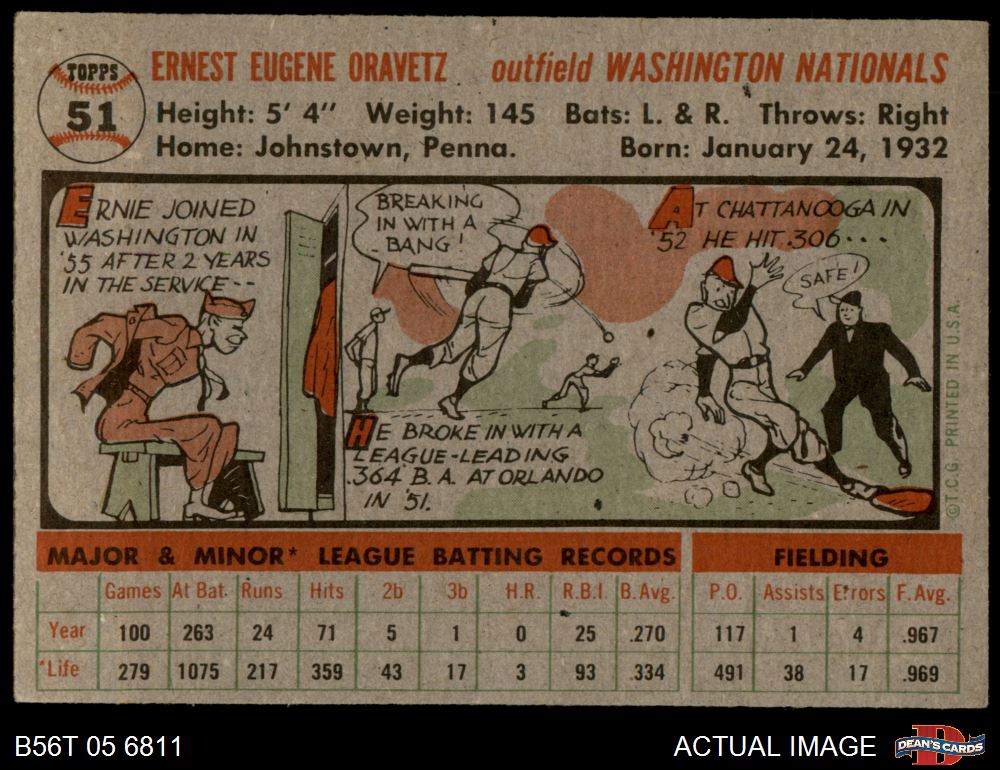 TOPPS
51
ERNEST EUGENE ORAVETZ outfield WASHINGTON NATIONALS
Height: 5' 4" Weight: 145 Bats: L. & R. Throws: Right
Home: Johnstown, Penna. Born: January 24, 1932
ERNIE JOINED
WASHINGTON IN
'55 AFTER 2 YEARS
IN THE SERVICE--
BREAKING
IN WITH A
BANG!
HE BROKE IN WITH A
LEAGUE-LEADING
.364 B.A. AT ORLANDO
IN '51.
AT CHATTANOOGA IN
'52 HE HIT .306...
SAFE!
©T.C.G. PRINTED IN U.S.A.
MAJOR & MINOR* LEAGUE BATTING RECORDS FIELDING
Games At Bat. Runs Hits 2b 3b H.R. R.B.I. B.Avg. P.O. Assists Errors F.Avg.
Year 100 263 24 71 5 1 0 25 .270 117 1 4 .967
*Life 279 1075 217 359 43 17 3 93 .334 491 38 17 .969
B56T 05 6811 ACTUAL IMAGE DEAN'S CARDS